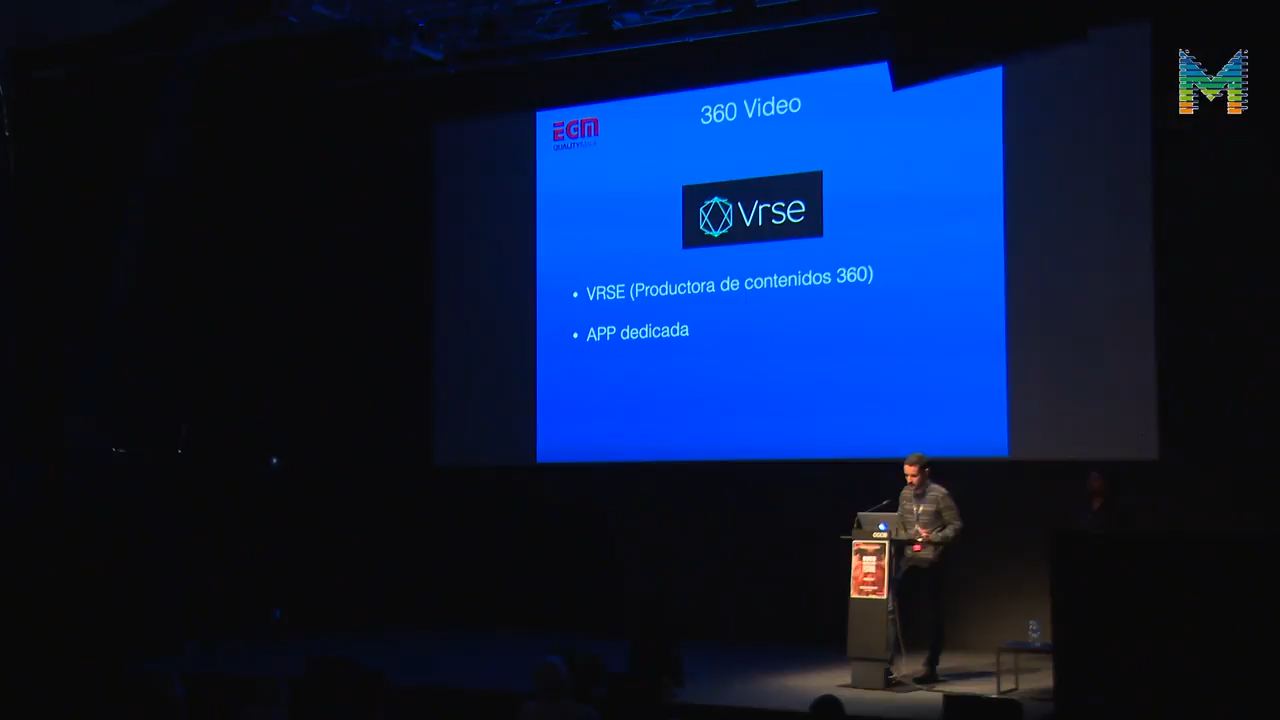 360 Video
EGM
Vrse
• VRSE (Productora de contenidos 360)
• APP dedicada
M